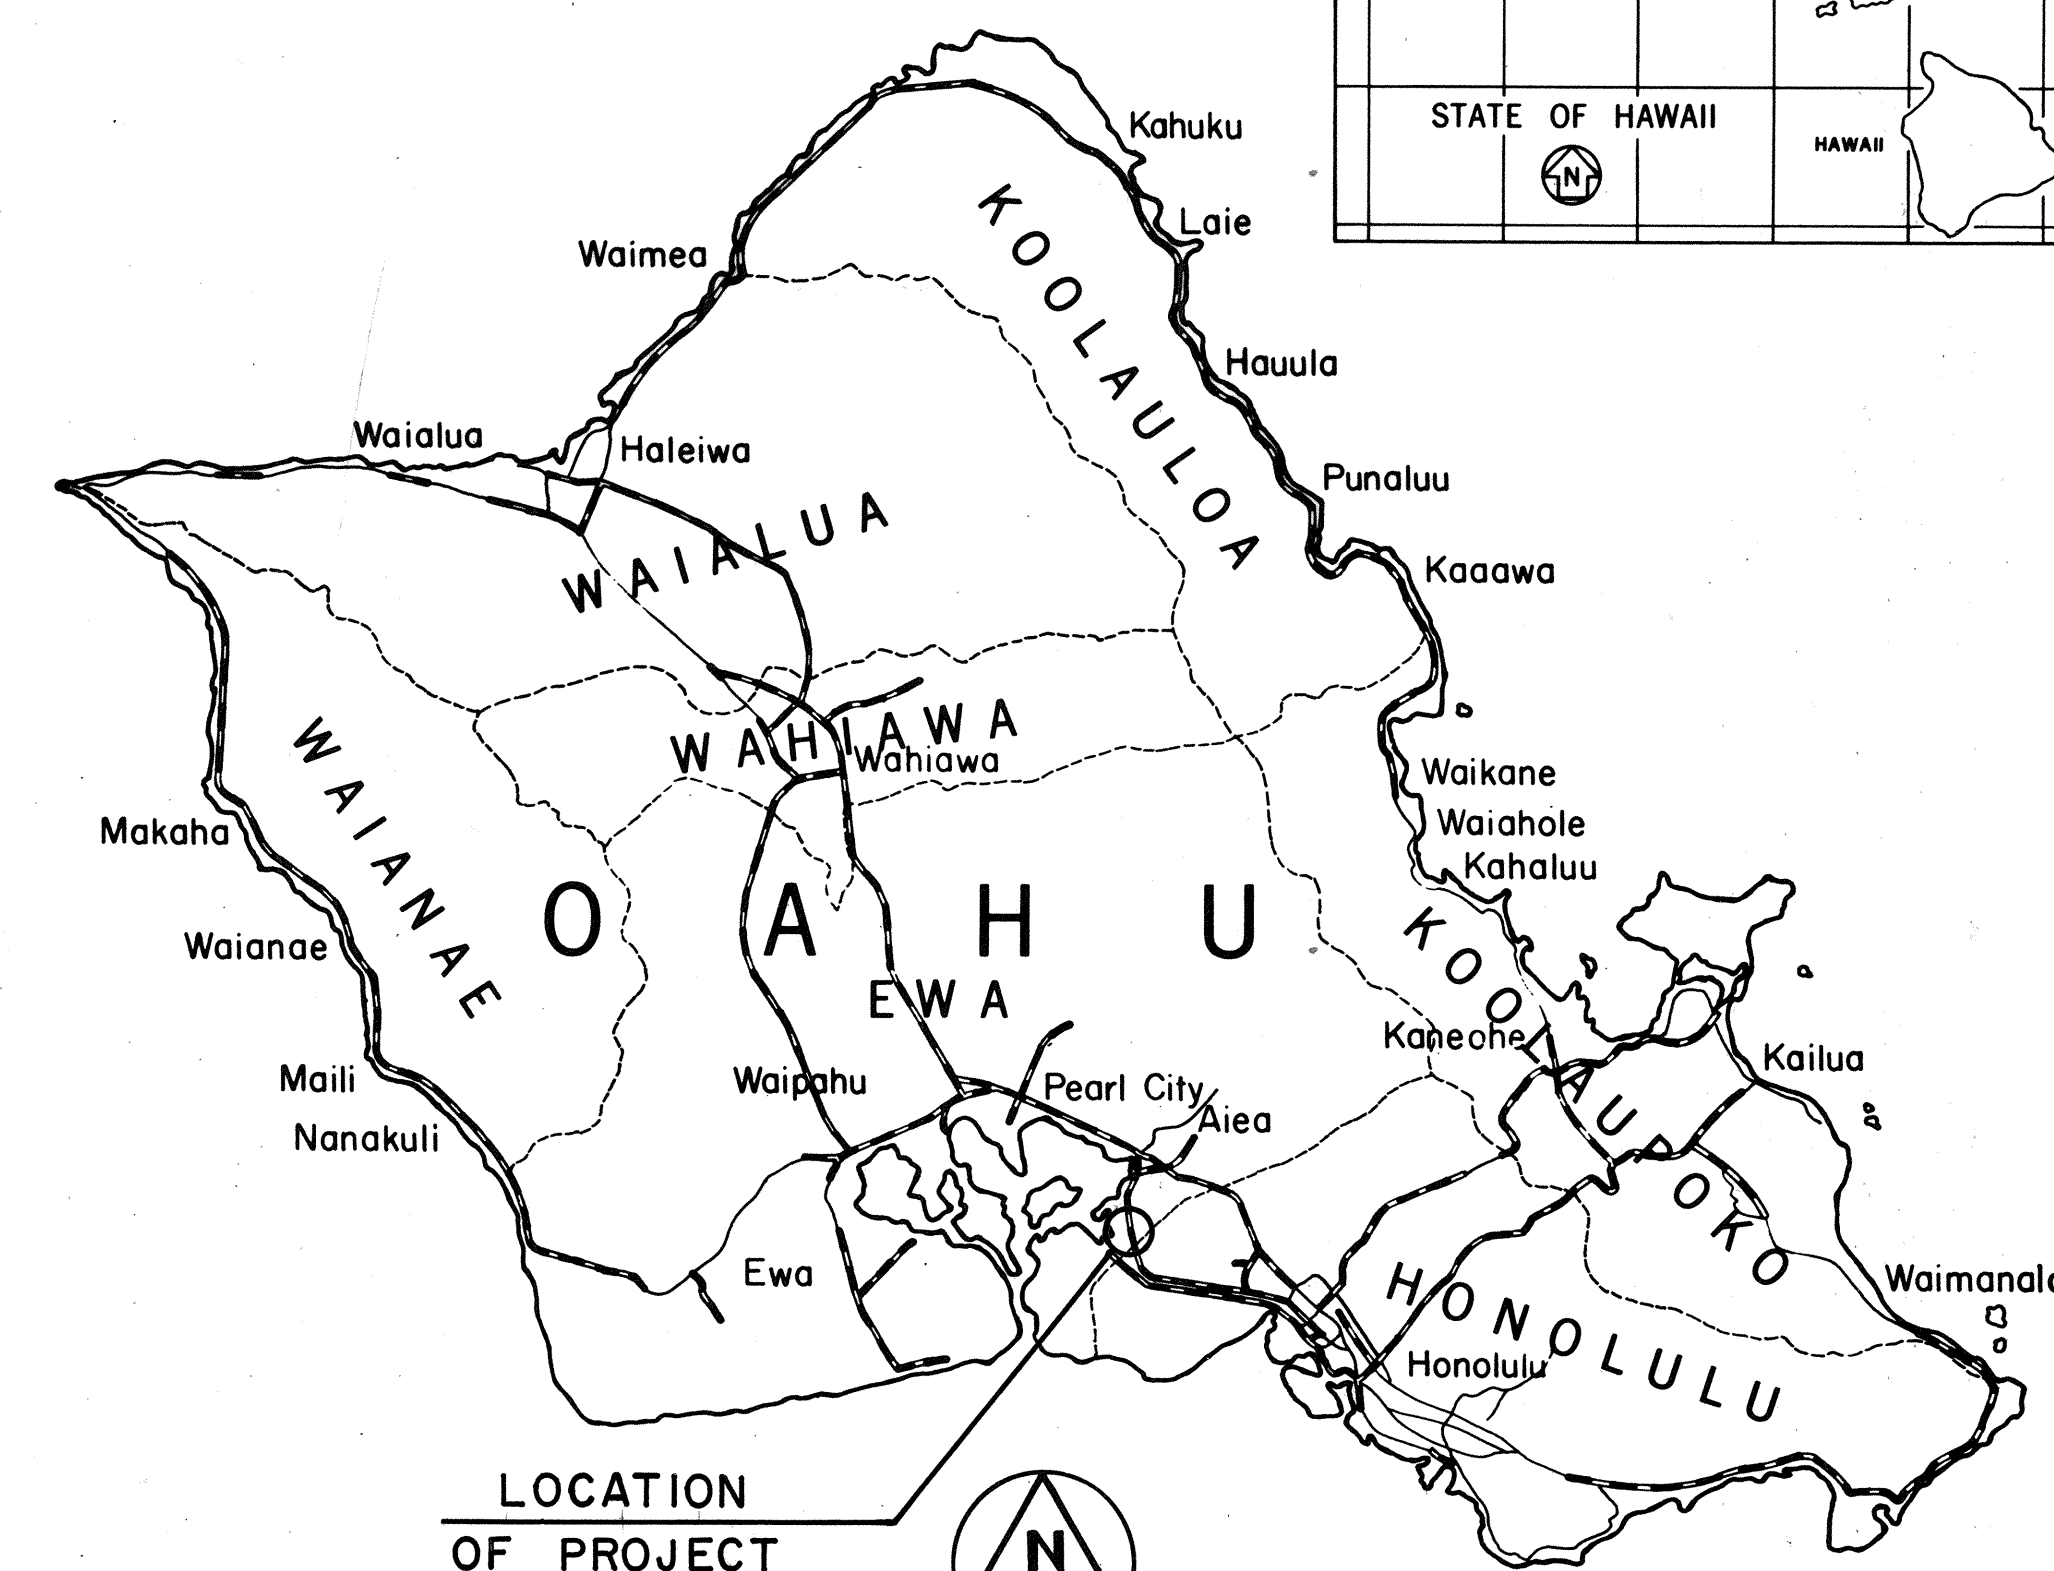 Kahuku
STATE OF HAWAII
HAWAII
N
Laie
Waimea
KOOLAULOA
Hauula
Waialua
Haleiwa
Punaluu
WAIALUA
Kaaawa
WAHIAWA
Wahiawa
WAIANAE
Waikane
Makaha
Waiahole
Kahaluu
OAHU
Waianae
EWA
KOOLAUPOKO
Kaneohe
Kailua
Maili
Waipahu
Pearl City
Aiea
Nanakuli
Ewa
Waimanalo
HONOLULU
Honolulu
LOCATION
OF PROJECT
N